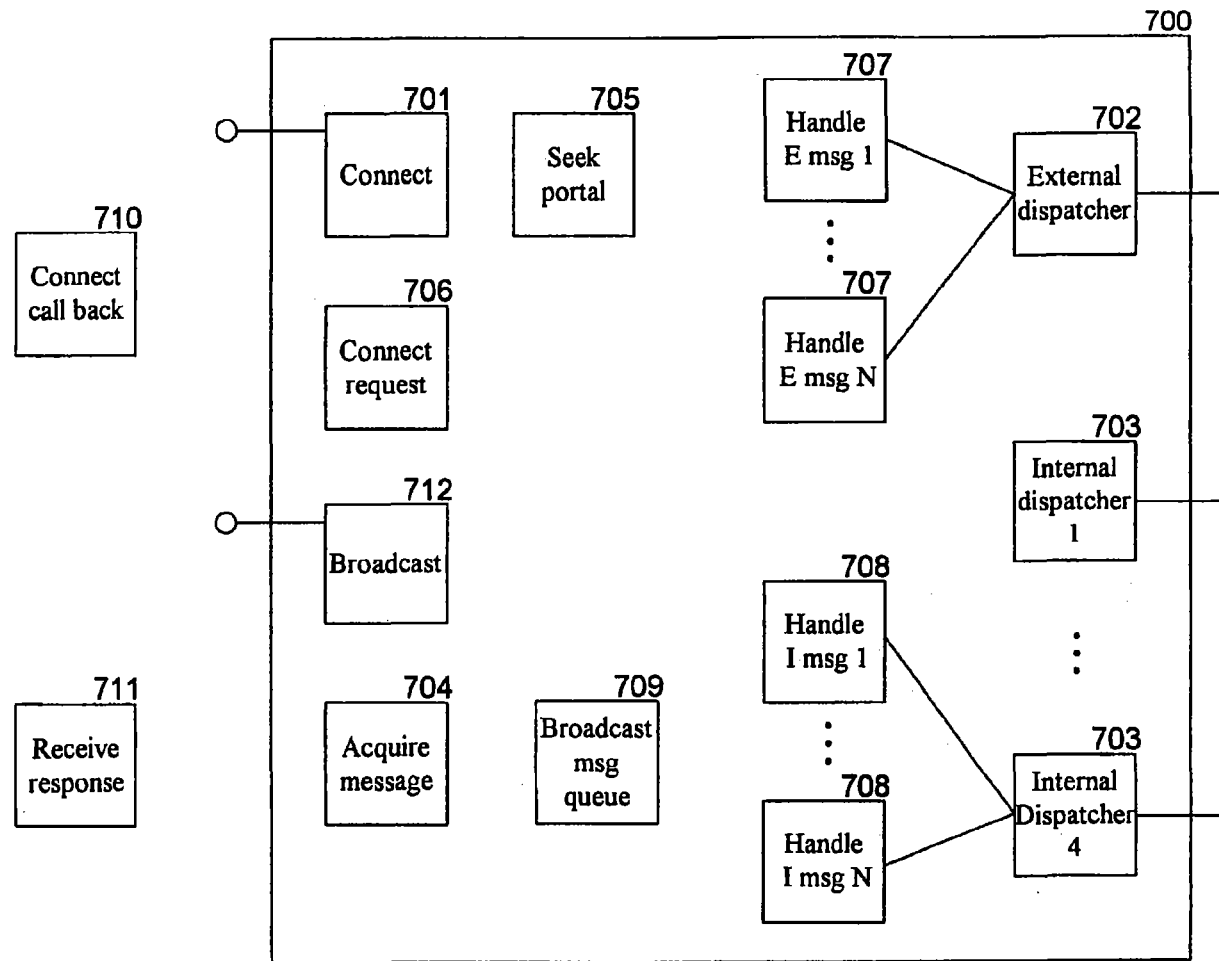 700
701
Connect
705
Seek
portal
707
Handle
E msg 1
702
External
dispatcher
710
Connect
call back
706
Connect
request
707
Handle
E msg N
703
Internal
dispatcher
1
712
Broadcast
708
Handle
I msg 1
711
Receive
response
704
Acquire
message
709
Broadcast
msg
queue
708
Handle
I msg N
703
Internal
Dispatcher
4